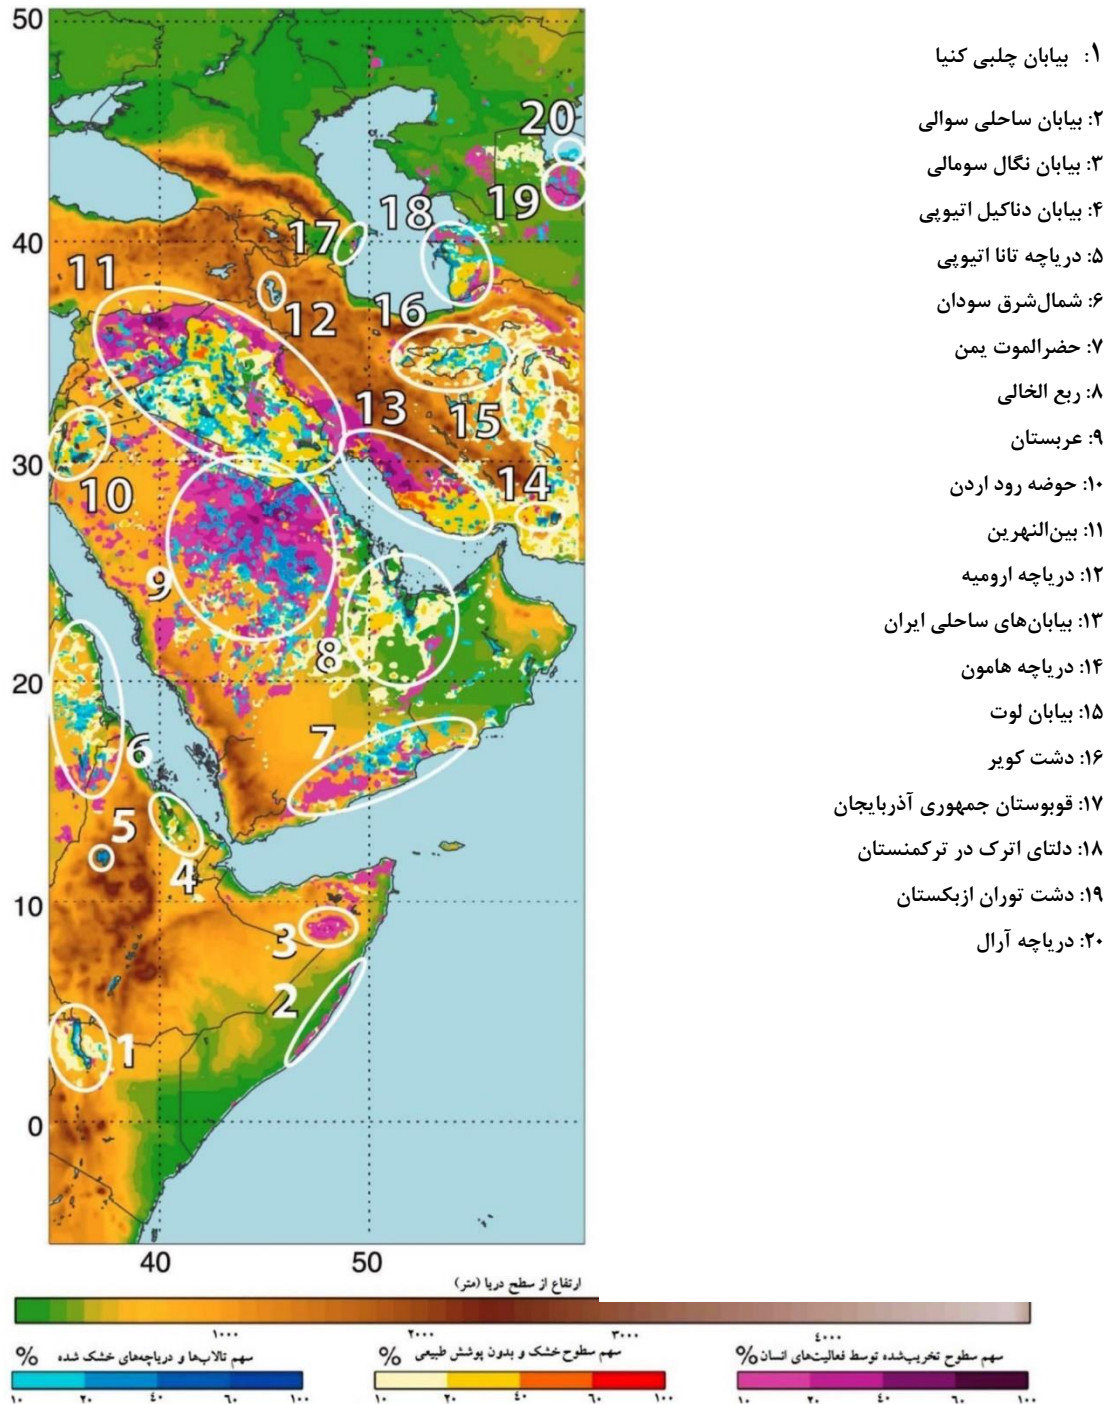 50
40
30
20
10
0
40
50
20
19
18
17
11
12
16
13
15
14
10
9
8
7
6
5
4
3
2
1
۱: بیابان چلبی کنیا
۲: بیابان ساحلی سوالی
۳: بیابان نگال سومالی
۴: بیابان دناکیل اتیوپی
۵: دریاچه تانا اتیوپی
۶: شمال‌شرق سودان
۷: حضرالموت یمن
۸: ربع الخالی
۹: عربستان
۱۰: حوضه رود اردن
۱۱: بین‌النهرین
۱۲: دریاچه ارومیه
۱۳: بیابان‌های ساحلی ایران
۱۴: دریاچه هامون
۱۵: بیابان لوت
۱۶: دشت کویر
۱۷: قوبوستان جمهوری آذربایجان
۱۸: دلتای اترک در ترکمنستان
۱۹: دشت توران ازبکستان
۲۰: دریاچه آرال
ارتفاع از سطح دریا (متر)
۱۰۰۰ ۲۰۰۰ ۳۰۰۰ ۴۰۰۰
% سهم تالاب‌ها و دریاچه‌های خشک شده
۱۰ ۲۰ ۴۰ ۶۰ ۱۰۰
% سهم سطوح خشک و بدون پوشش طبیعی
۱۰ ۲۰ ۴۰ ۶۰ ۱۰۰
% سهم سطوح تخریب‌شده توسط فعالیت‌های انسان
۱۰ ۲۰ ۴۰ ۶۰ ۱۰۰